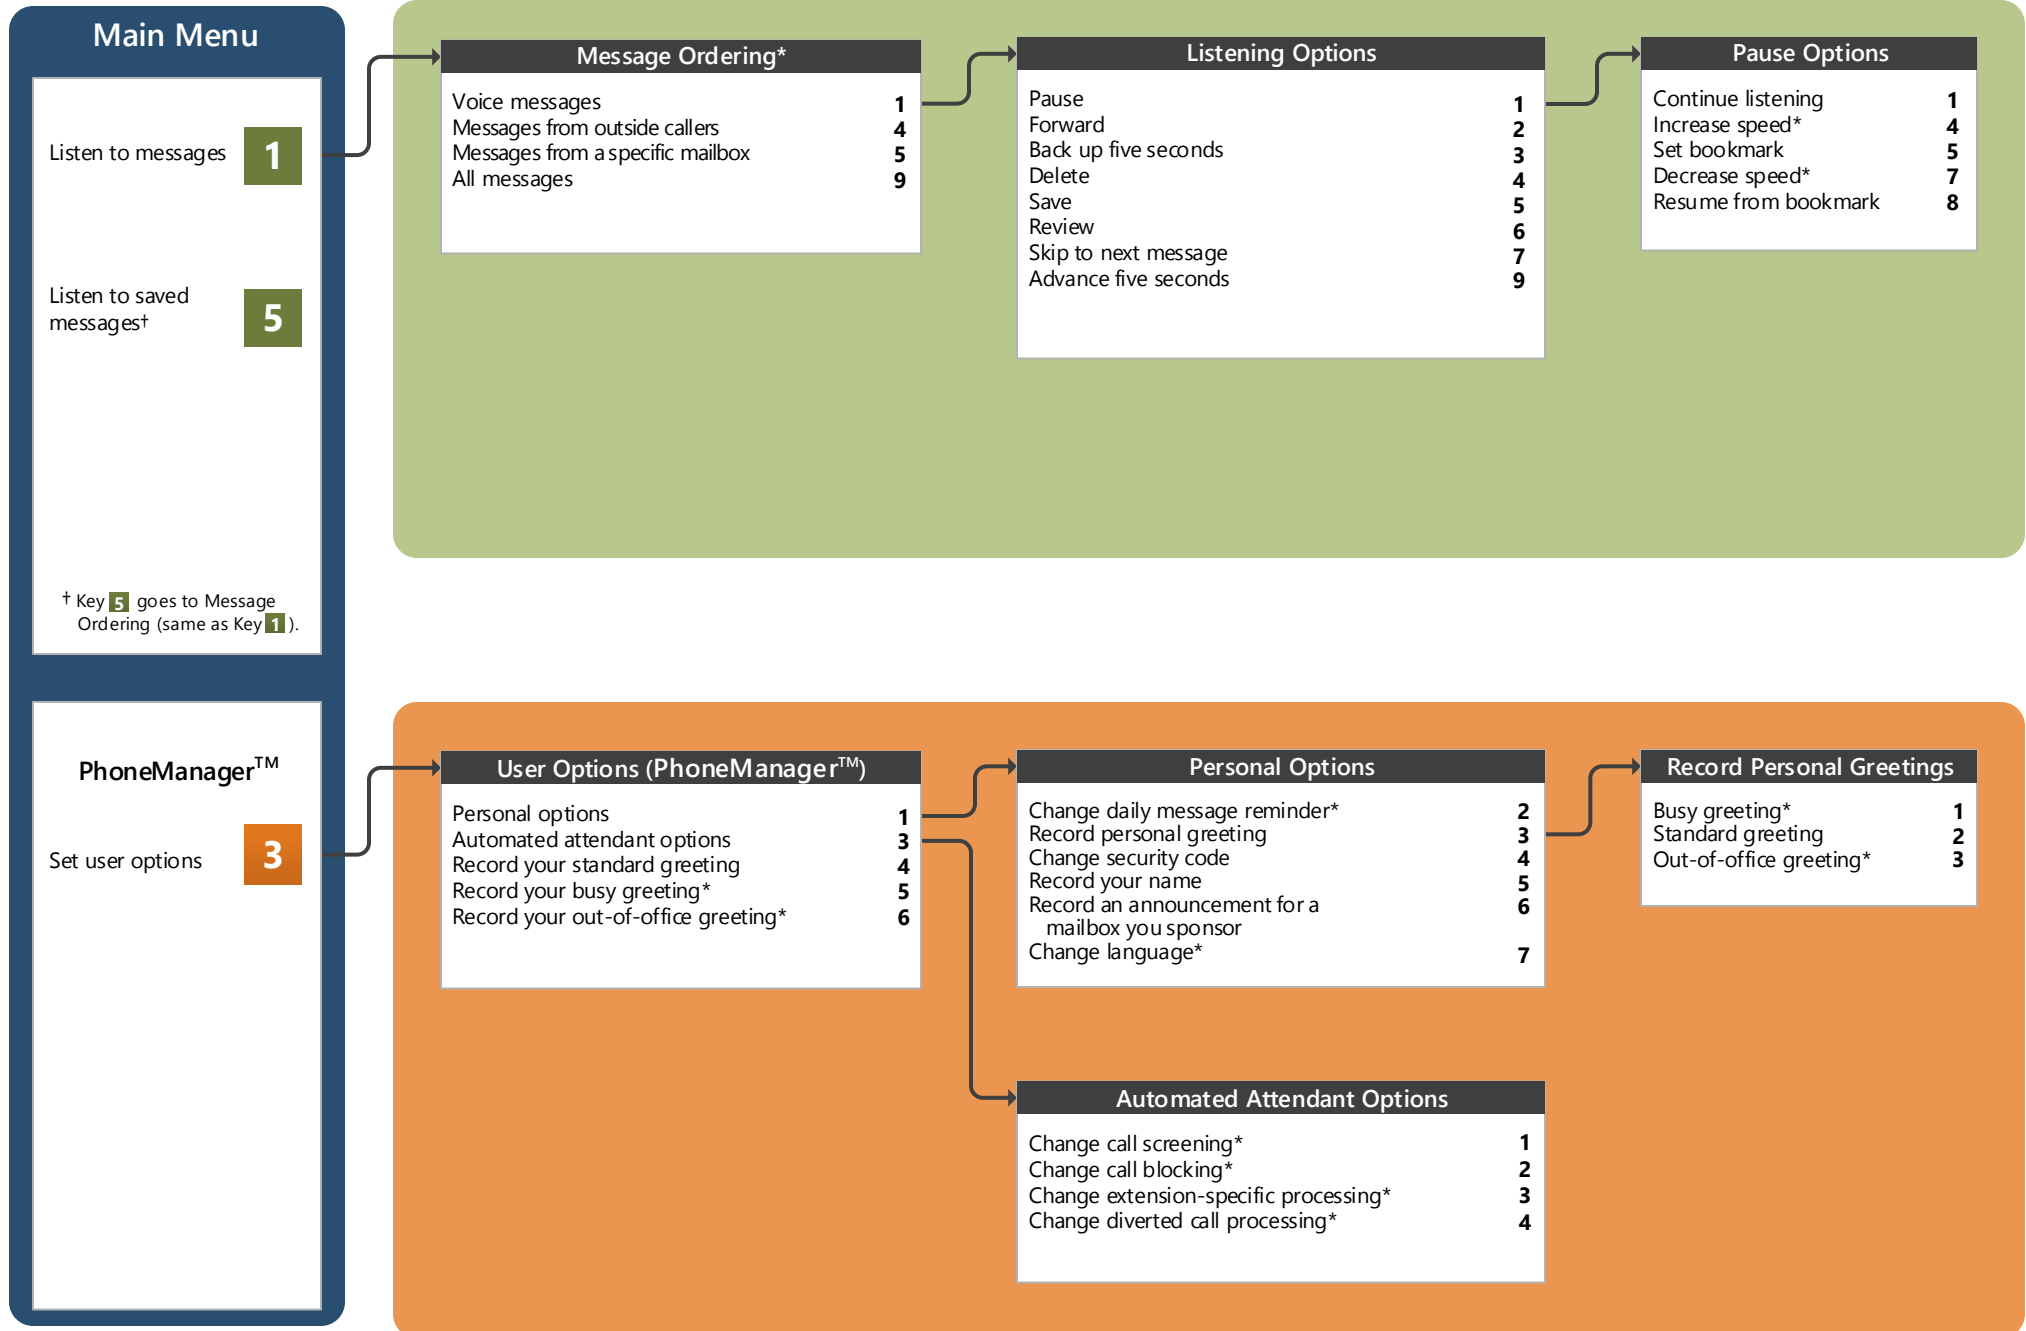 Main Menu
Listen to messages 1
Listen to saved
messages† 5
† Key 5 goes to Message
Ordering (same as Key 1 ).
Message Ordering*
Voice messages 1
Messages from outside callers 4
Messages from a specific mailbox 5
All messages 9
Listening Options
Pause 1
Forward 2
Back up five seconds 3
Delete 4
Save 5
Review 6
Skip to next message 7
Advance five seconds 9
Pause Options
Continue listening 1
Increase speed* 4
Set bookmark 5
Decrease speed* 7
Resume from bookmark 8
PhoneManager™
Set user options 3
User Options (PhoneManager™)
Personal options 1
Automated attendant options 3
Record your standard greeting 4
Record your busy greeting* 5
Record your out-of-office greeting* 6
Personal Options
Change daily message reminder* 2
Record personal greeting 3
Change security code 4
Record your name 5
Record an announcement for a 6
mailbox you sponsor
Change language* 7
Record Personal Greetings
Busy greeting* 1
Standard greeting 2
Out-of-office greeting* 3
Automated Attendant Options
Change call screening* 1
Change call blocking* 2
Change extension-specific processing* 3
Change diverted call processing* 4